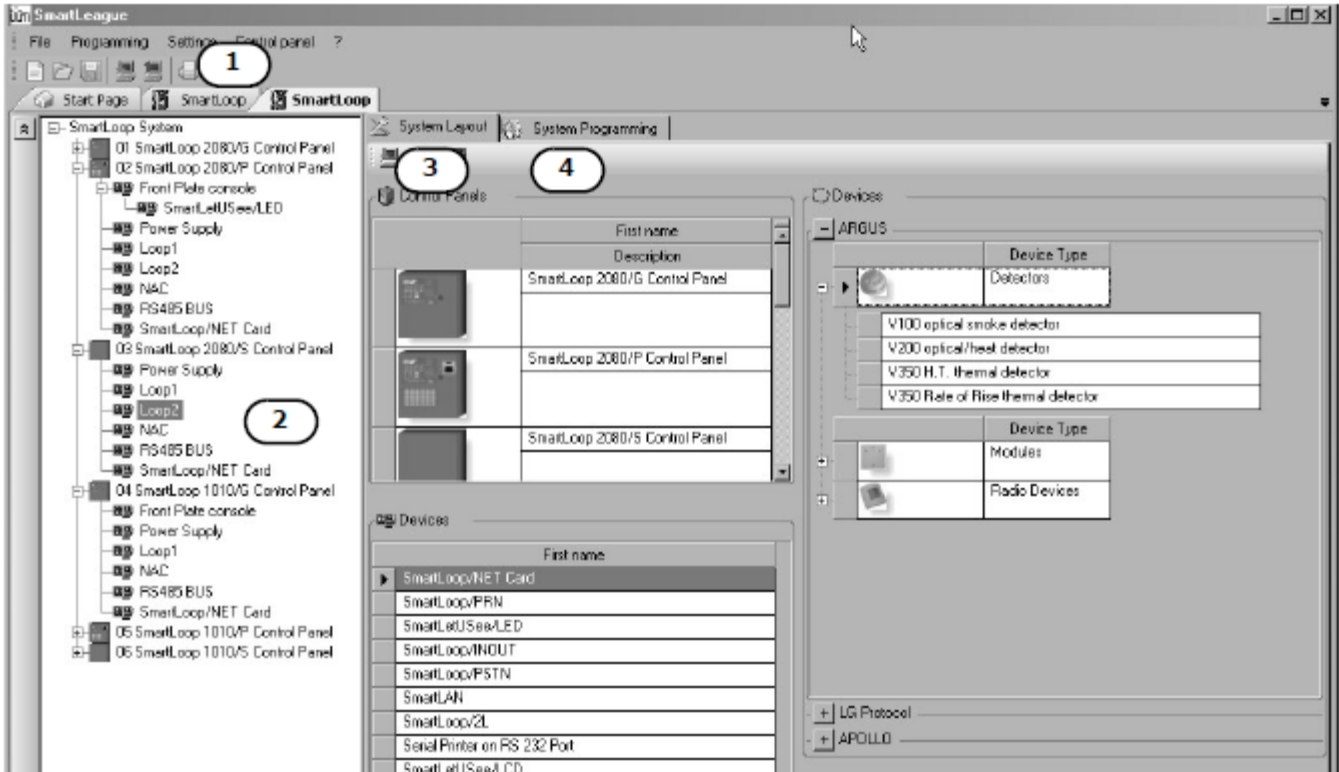 SmartLeague
File Programming Settings Control panel ?
1
Start Page SmartLoop SmartLoop
SmartLoop System
01 SmartLoop 2080/G Control Panel
02 SmartLoop 2080/P Control Panel
Front Plate console
SmartLetUSee/LED
Power Supply
Loop1
Loop2
NAC
RS485 BUS
SmartLoop/NET Card
03 SmartLoop 2080/S Control Panel
Power Supply
Loop1
Loop2
NAC
RS485 BUS
SmartLoop/NET Card
04 SmartLoop 1010/G Control Panel
Front Plate console
Power Supply
Loop1
NAC
RS485 BUS
SmartLoop/NET Card
05 SmartLoop 1010/P Control Panel
06 SmartLoop 1010/S Control Panel
2
System Layout System Programming
3 4
Control Panels
First name
Description
SmartLoop 2080/G Control Panel
SmartLoop 2080/P Control Panel
SmartLoop 2080/S Control Panel
Devices
First name
SmartLoop/NET Card
SmartLoop/PRN
SmartLetUSee/LED
SmartLoop/INOUT
SmartLoop/PSTN
SmartLAN
SmartLoop/2L
Serial Printer on RS 232 Port
SmartLetUSee/LCD
Devices
ARGUS
Device Type
Detectors
V100 optical smoke detector
V200 optical/heat detector
V350 H.T. thermal detector
V350 Rate of Rise thermal detector
Device Type
Modules
Radio Devices
LG Protocol
APOLLO